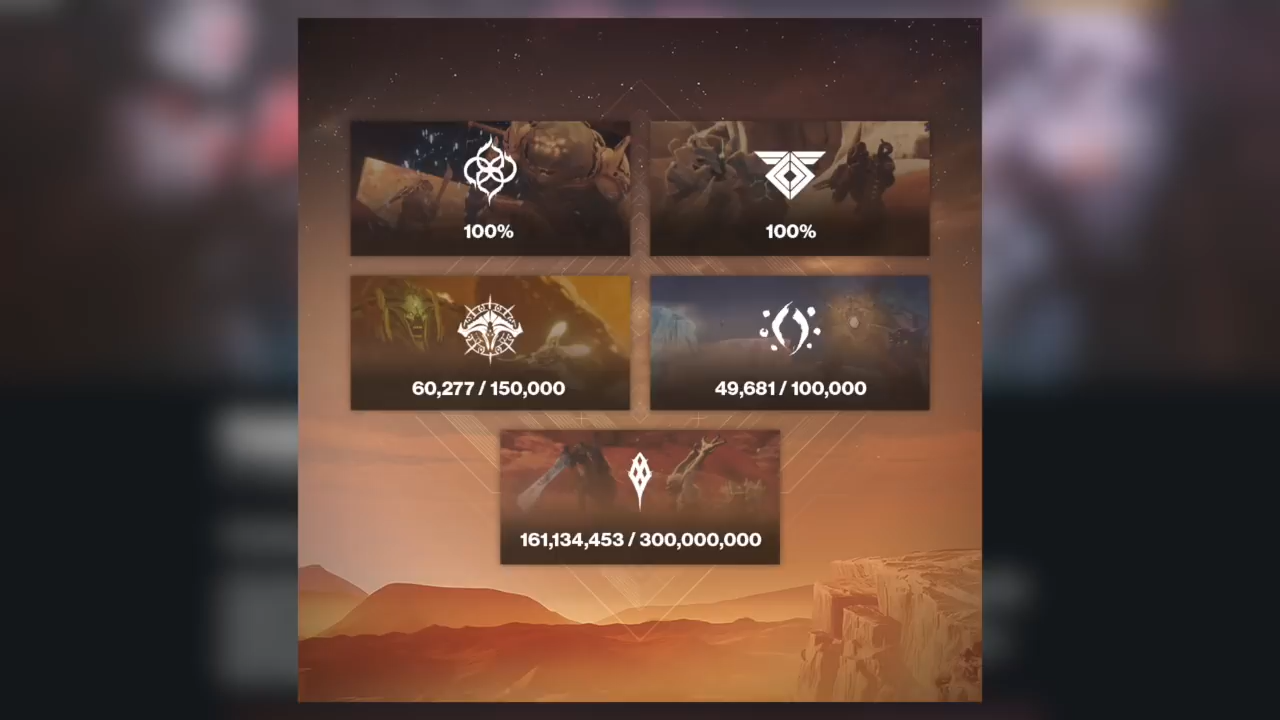 100%
100%
60,277 / 150,000
49,681 / 100,000
161,134,453 / 300,000,000